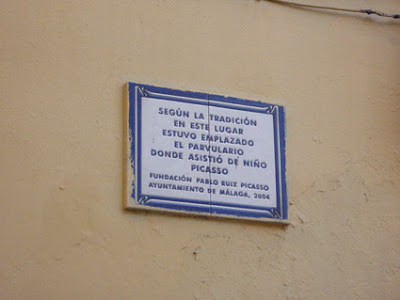 SEGÚN LA TRADICIÓN
EN ESTE LUGAR
ESTUVO EMPLAZADO
EL PARVULARIO
DONDE ASISTIÓ DE NIÑO
PICASSO
FUNDACIÓN PABLO RUIZ PICASSO
AYUNTAMIENTO DE MÁLAGA, 2004